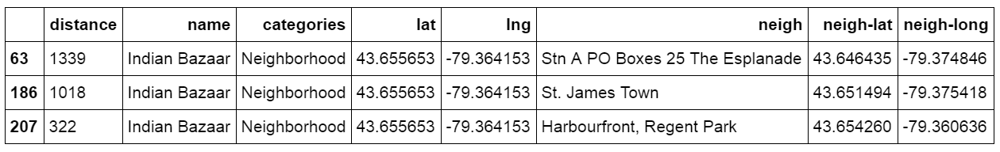 distance name categories lat lng neigh neigh-lat neigh-long
63 1339 Indian Bazaar Neighborhood 43.655653 -79.364153 Stn A PO Boxes 25 The Esplanade 43.646435 -79.374846
186 1018 Indian Bazaar Neighborhood 43.655653 -79.364153 St. James Town 43.651494 -79.375418
207 322 Indian Bazaar Neighborhood 43.655653 -79.364153 Harbourfront, Regent Park 43.654260 -79.360636